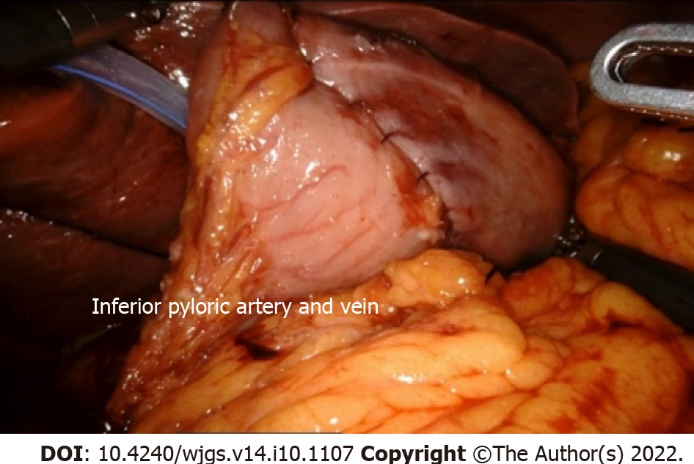 Inferior pyloric artery and vein
DOI: 10.4240/wjgs.v14.i10.1107 Copyright ©The Author(s) 2022.